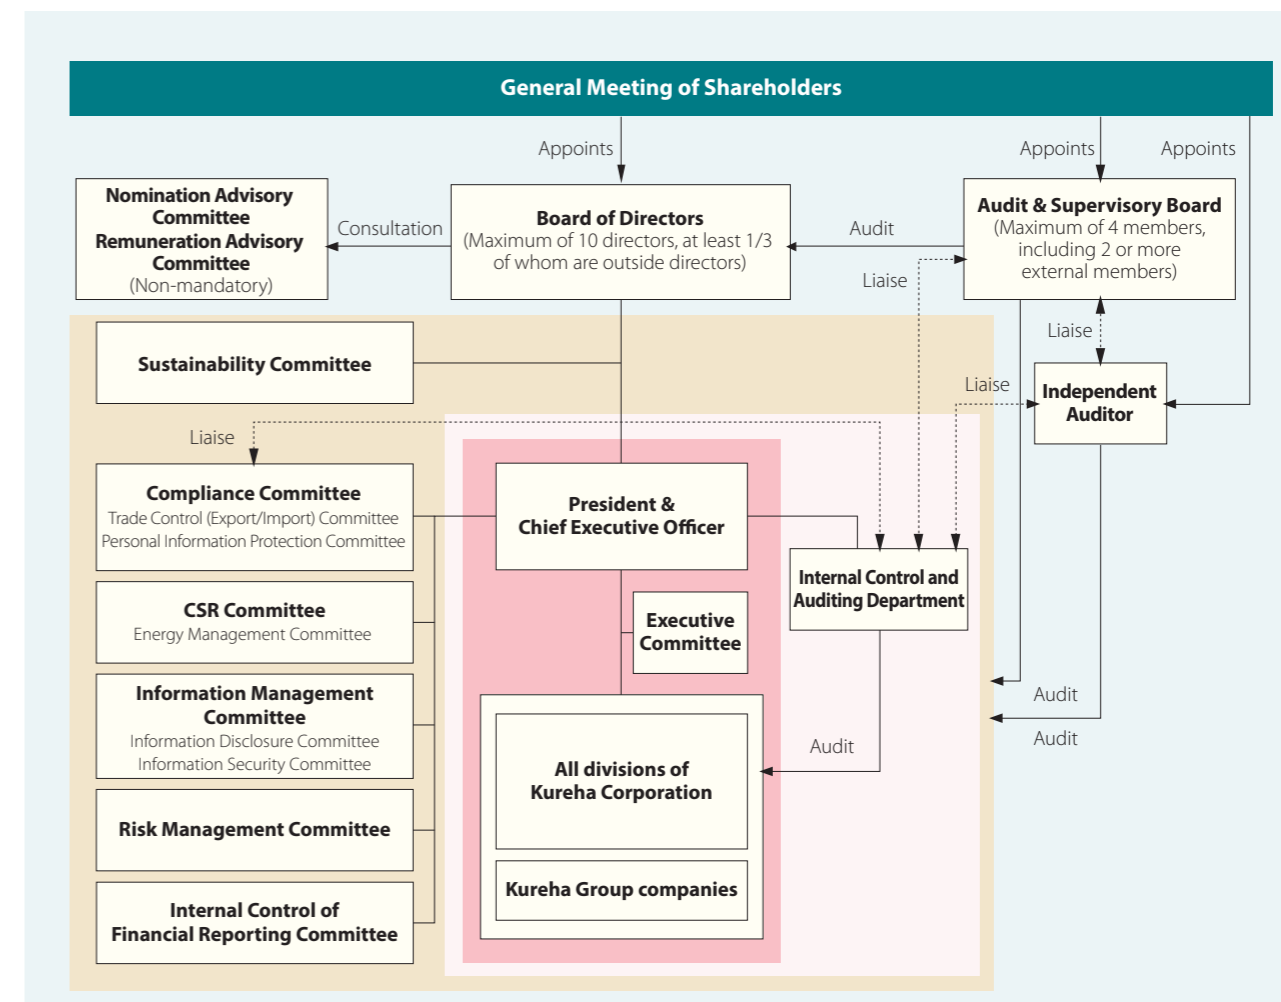 General Meeting of Shareholders
Appoints
Appoints
Appoints
Nomination Advisory
Committee
Remuneration Advisory
Committee
(Non-mandatory)
Consultation
Board of Directors
(Maximum of 10 directors, at least 1/3
of whom are outside directors)
Audit
Audit & Supervisory Board
(Maximum of 4 members,
including 2 or more
external members)
Liaise
Liaise
Sustainability Committee
Liaise
Independent
Auditor
Liaise
Compliance Committee
Trade Control (Export/Import) Committee
Personal Information Protection Committee
President &
Chief Executive Officer
Internal Control and
Auditing Department
CSR Committee
Energy Management Committee
Executive
Committee
Information Management
Committee
Information Disclosure Committee
Information Security Committee
Audit
Audit
Audit
All divisions of
Kureha Corporation
Risk Management Committee
Kureha Group companies
Internal Control of
Financial Reporting Committee